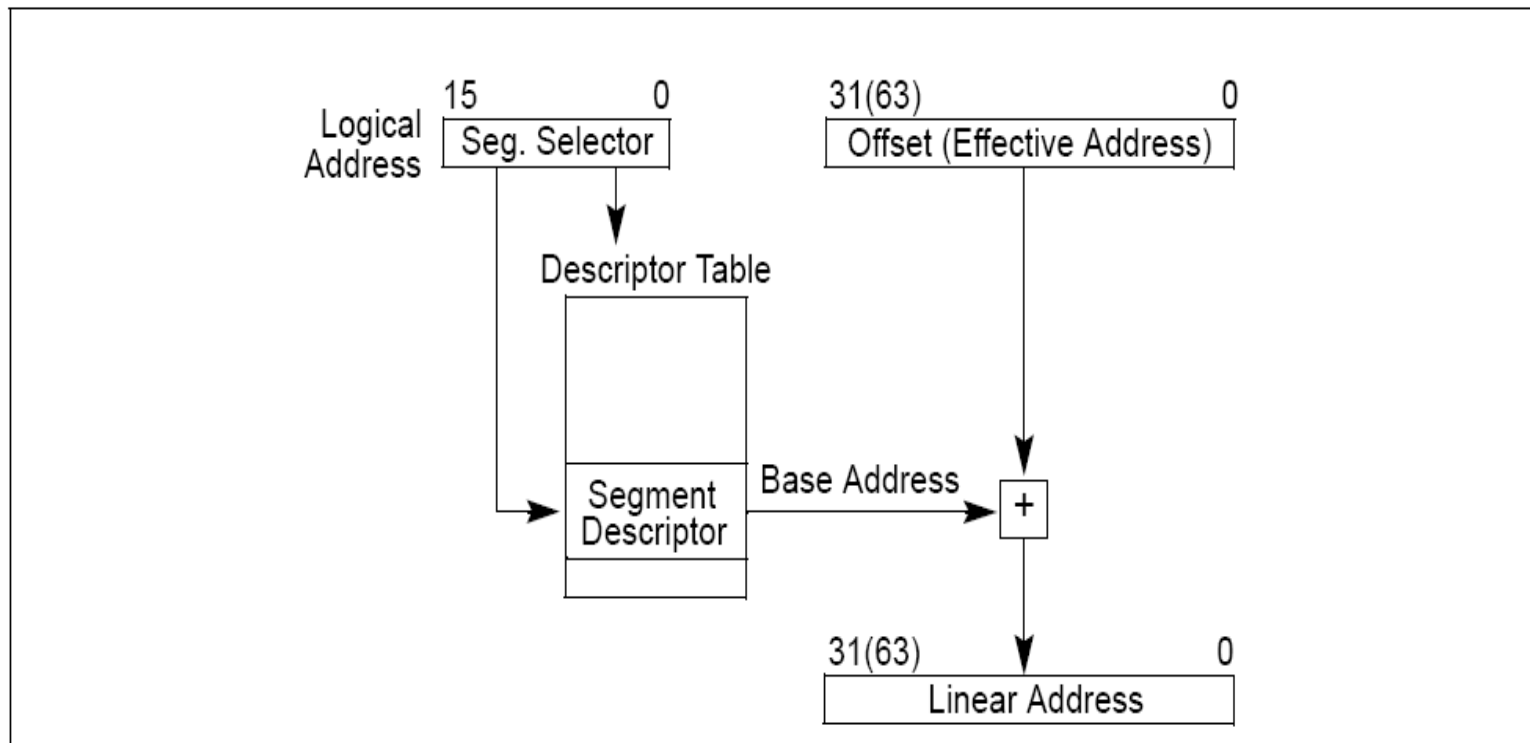 15 0
31(63) 0
Logical
Address
Seg. Selector
Offset (Effective Address)
Descriptor Table
Segment
Descriptor
Base Address
+
31(63) 0
Linear Address